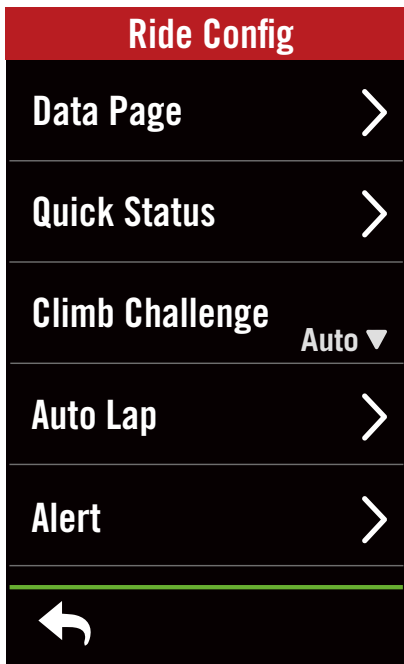 Ride Config
Data Page
Quick Status
Climb Challenge
Auto
Auto Lap
Alert